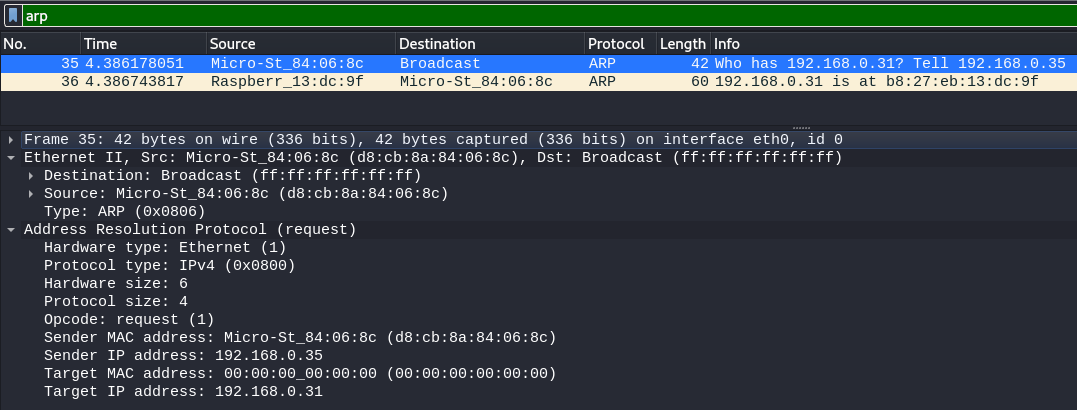 arp
No. Time Source Destination Protocol Length Info
35 4.386178051 Micro-St_84:06:8c Broadcast ARP 42 Who has 192.168.0.31? Tell 192.168.0.35
36 4.386743817 Raspberr_13:dc:9f Micro-St_84:06:8c ARP 60 192.168.0.31 is at b8:27:eb:13:dc:9f
Frame 35: 42 bytes on wire (336 bits), 42 bytes captured (336 bits) on interface eth0, id 0
Ethernet II, Src: Micro-St_84:06:8c (d8:cb:8a:84:06:8c), Dst: Broadcast (ff:ff:ff:ff:ff:ff)
Destination: Broadcast (ff:ff:ff:ff:ff:ff)
Source: Micro-St_84:06:8c (d8:cb:8a:84:06:8c)
Type: ARP (0x0806)
Address Resolution Protocol (request)
Hardware type: Ethernet (1)
Protocol type: IPv4 (0x0800)
Hardware size: 6
Protocol size: 4
Opcode: request (1)
Sender MAC address: Micro-St_84:06:8c (d8:cb:8a:84:06:8c)
Sender IP address: 192.168.0.35
Target MAC address: 00:00:00_00:00:00 (00:00:00:00:00:00)
Target IP address: 192.168.0.31